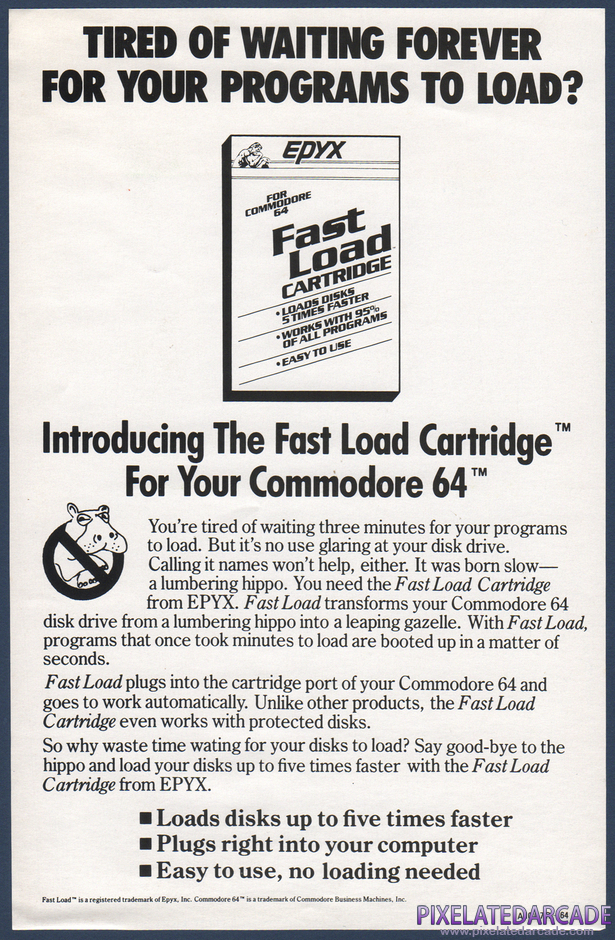 TIRED OF WAITING FOREVER
FOR YOUR PROGRAMS TO LOAD?
EPYX
FOR
COMMODORE
64
Fast
Load
CARTRIDGE
• LOADS DISKS
5 TIMES FASTER
• WORKS WITH 95%
OF ALL PROGRAMS
• EASY TO USE
Introducing The Fast Load Cartridge™
For Your Commodore 64™
You're tired of waiting three minutes for your programs
to load. But it's no use glaring at your disk drive.
Calling it names won't help, either. It was born slow—
a lumbering hippo. You need the Fast Load Cartridge
from EPYX. Fast Load transforms your Commodore 64
disk drive from a lumbering hippo into a leaping gazelle. With Fast Load,
programs that once took minutes to load are booted up in a matter of
seconds.
Fast Load plugs into the cartridge port of your Commodore 64 and
goes to work automatically. Unlike other products, the Fast Load
Cartridge even works with protected disks.
So why waste time wating for your disks to load? Say good-bye to the
hippo and load your disks up to five times faster with the Fast Load
Cartridge from EPYX.
■ Loads disks up to five times faster
■ Plugs right into your computer
■ Easy to use, no loading needed
Fast Load™ is a registered trademark of Epyx, Inc. Commodore 64™ is a trademark of Commodore Business Machines, Inc.
PIXELATEDARCADE
www.pixelatedarcade.com